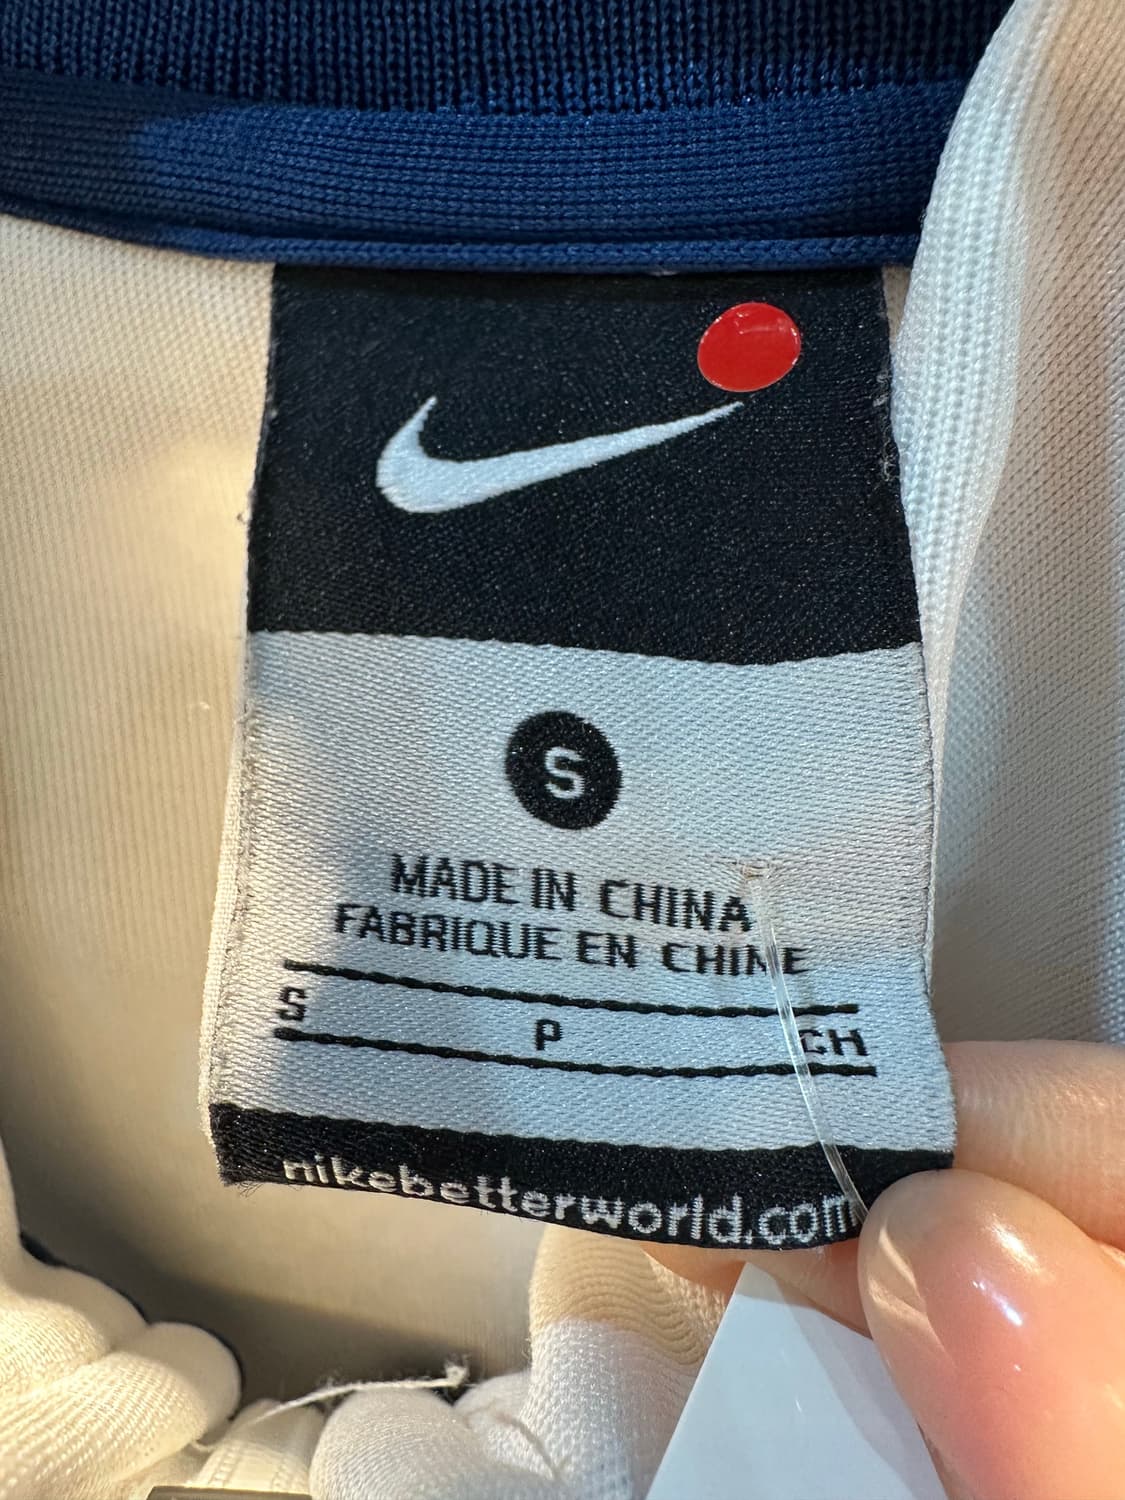 S
MADE IN CHINA
FABRIQUE EN CHINE
S P CH
nikebetterworld.com